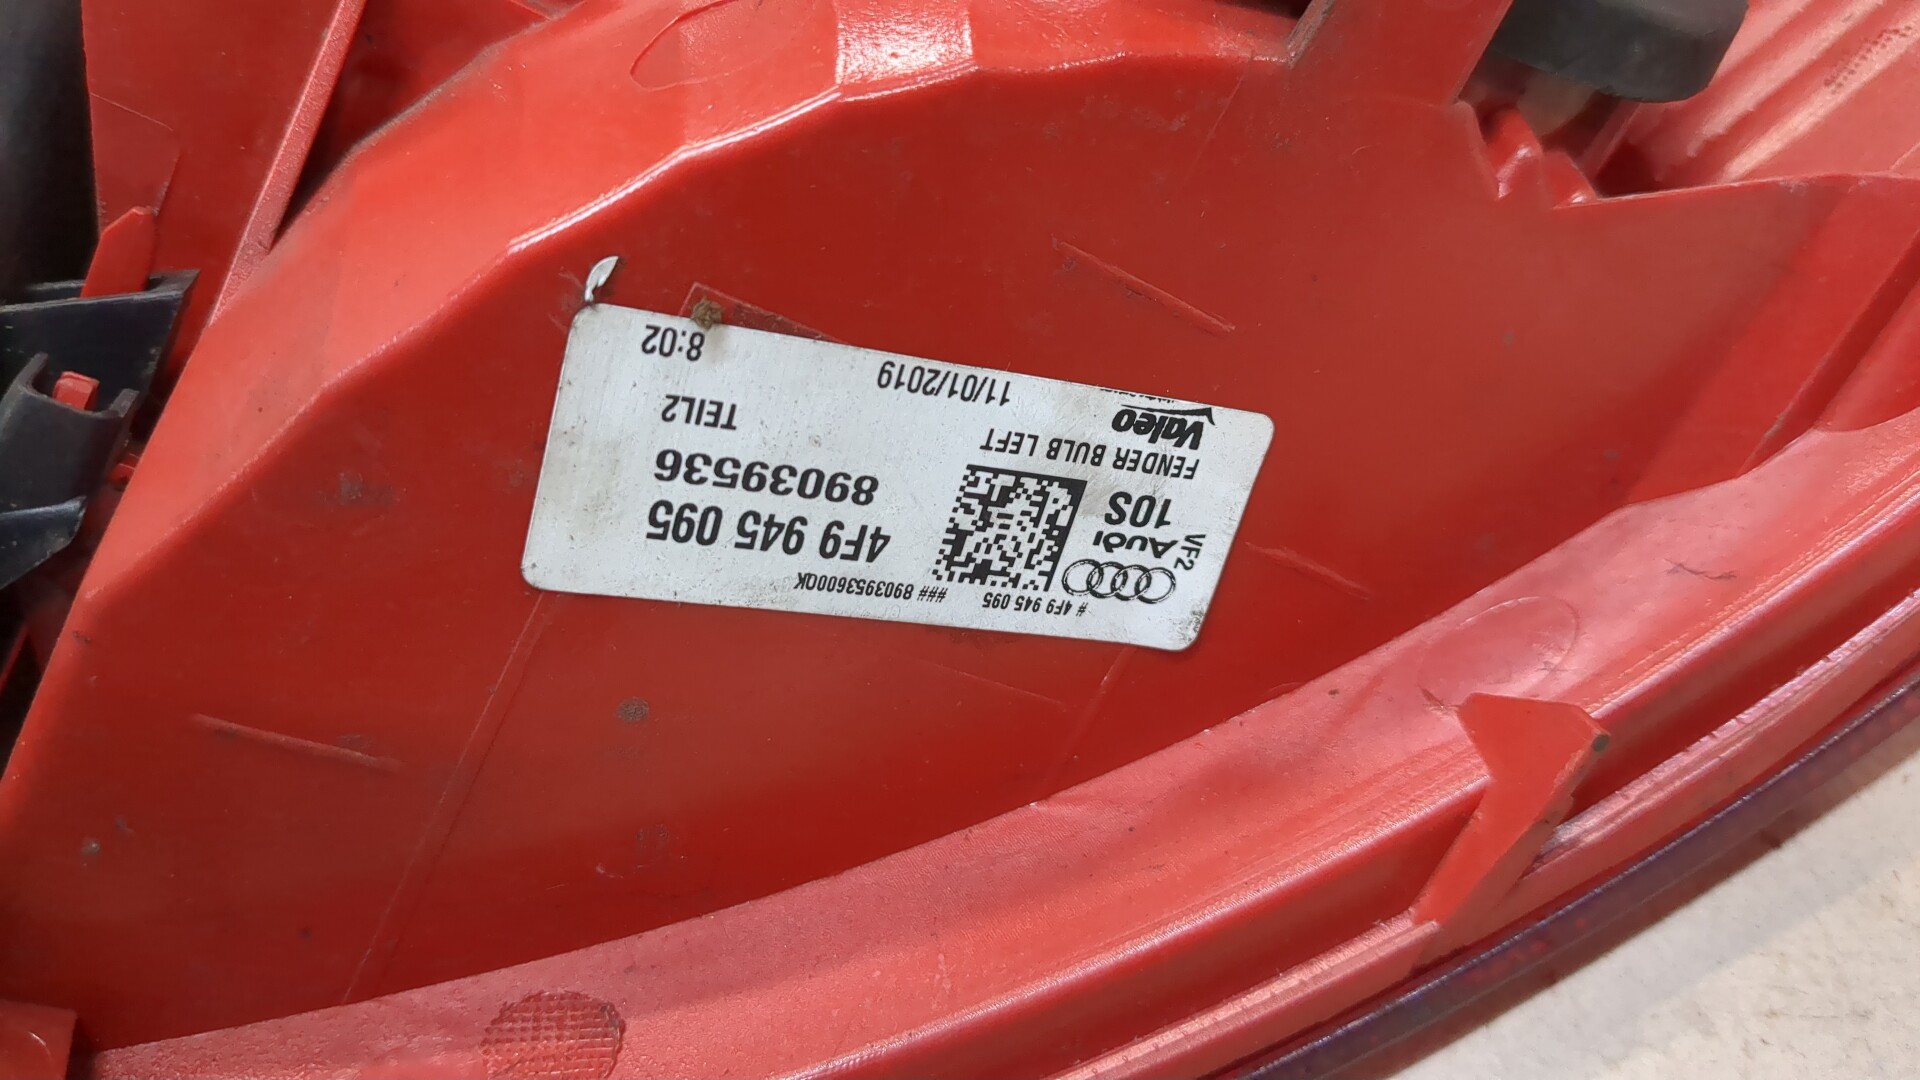 # 4F9 945 095 ### 89039536000QK
VF2
Audi
10S
4F9 945 095
89039536
FENDER BULB LEFT
TEIL2
Valeo
11/01/2019
8:02